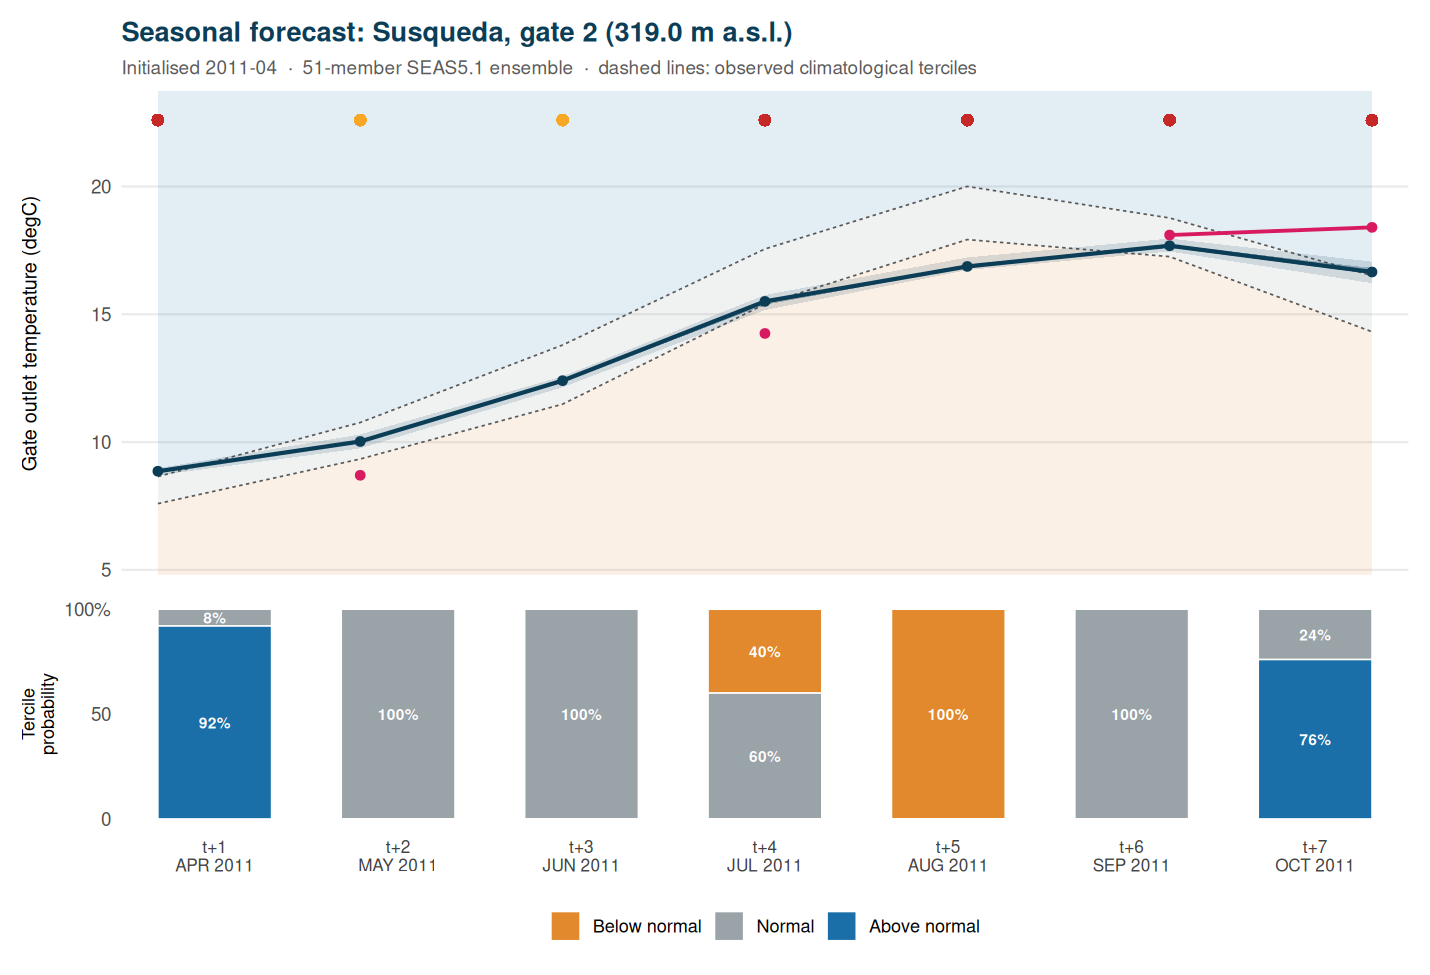 Seasonal forecast: Susqueda, gate 2 (319.0 m a.s.l.)
Initialised 2011-04 · 51-member SEAS5.1 ensemble · dashed lines: observed climatological terciles
Gate outlet temperature (degC)
20
15
10
5
Tercile
probability
100%
50
0
8%
92%
100%
100%
40%
60%
100%
100%
24%
76%
t+1
APR 2011
t+2
MAY 2011
t+3
JUN 2011
t+4
JUL 2011
t+5
AUG 2011
t+6
SEP 2011
t+7
OCT 2011
Below normal
Normal
Above normal